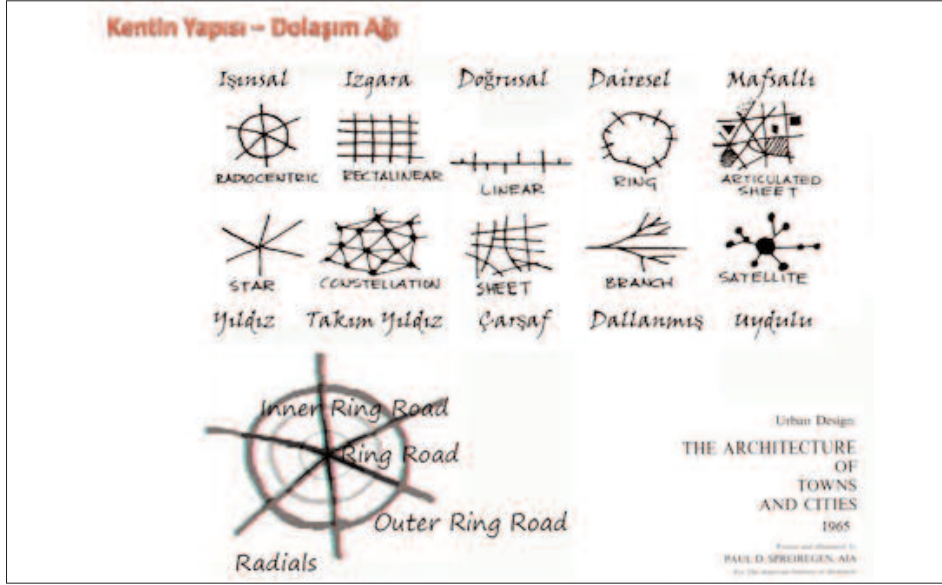 Kentin Yapısı – Dolaşım Ağı
Işınsal Izgara Doğrusal Dairesel Mafsallı
RADIOCENTRIC RECTALINEAR LINEAR RING ARTICULATED SHEET
STAR CONSTELLATION SHEET BRANCH SATELLITE
Yıldız Takım Yıldız Çarşaf Dallanmış Uydulu
Inner Ring Road
Ring Road
Outer Ring Road
Radials
Urban Design:
THE ARCHITECTURE
OF
TOWNS
AND CITIES
1965
PAUL D. SPREIREGEN, AIA